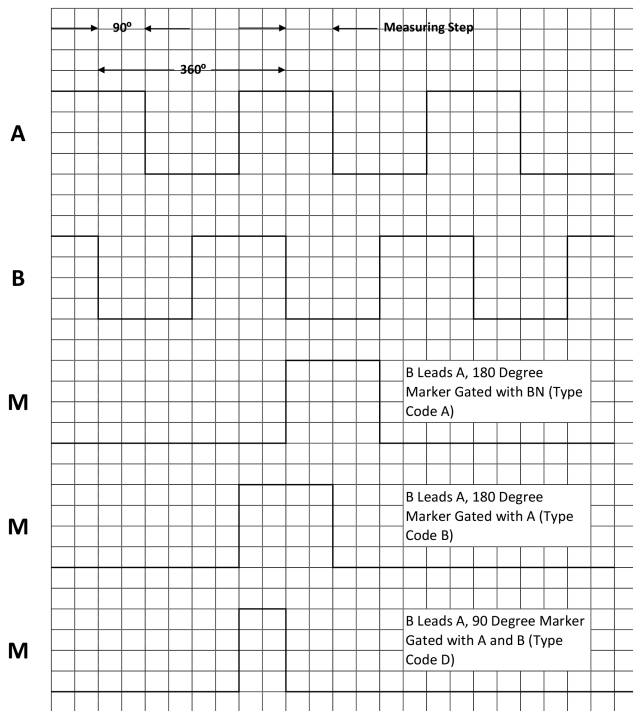 90º
Measuring Step
360º
A
B
M
B Leads A, 180 Degree
Marker Gated with BN (Type
Code A)
M
B Leads A, 180 Degree
Marker Gated with A (Type
Code B)
M
B Leads A, 90 Degree Marker
Gated with A and B (Type
Code D)